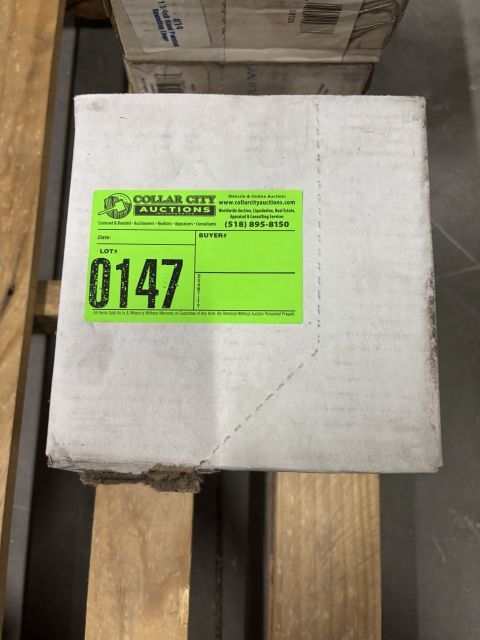 #14
COLLAR CITY
AUCTIONS
Licensed & Bonded • Auctioneers • Realtors • Appraisers • Consultants
Website & Online Auction:
www.collarcityauctions.com
Worldwide Auction, Liquidation, Real Estate,
Appraisal & Consulting Services
(518) 895-8150
Date:
BUYER#
LOT#
0147
QUANTITY
All Items Sold As Is & Where Is Without Warranty or Guarantee of Any Kind. No Removal Without Auction Personnel Present.